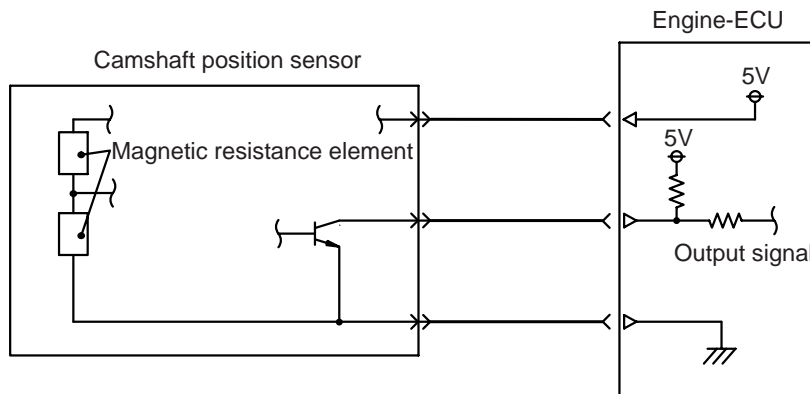 Engine-ECU
Camshaft position sensor
5V
Magnetic resistance element
5V
Output signal